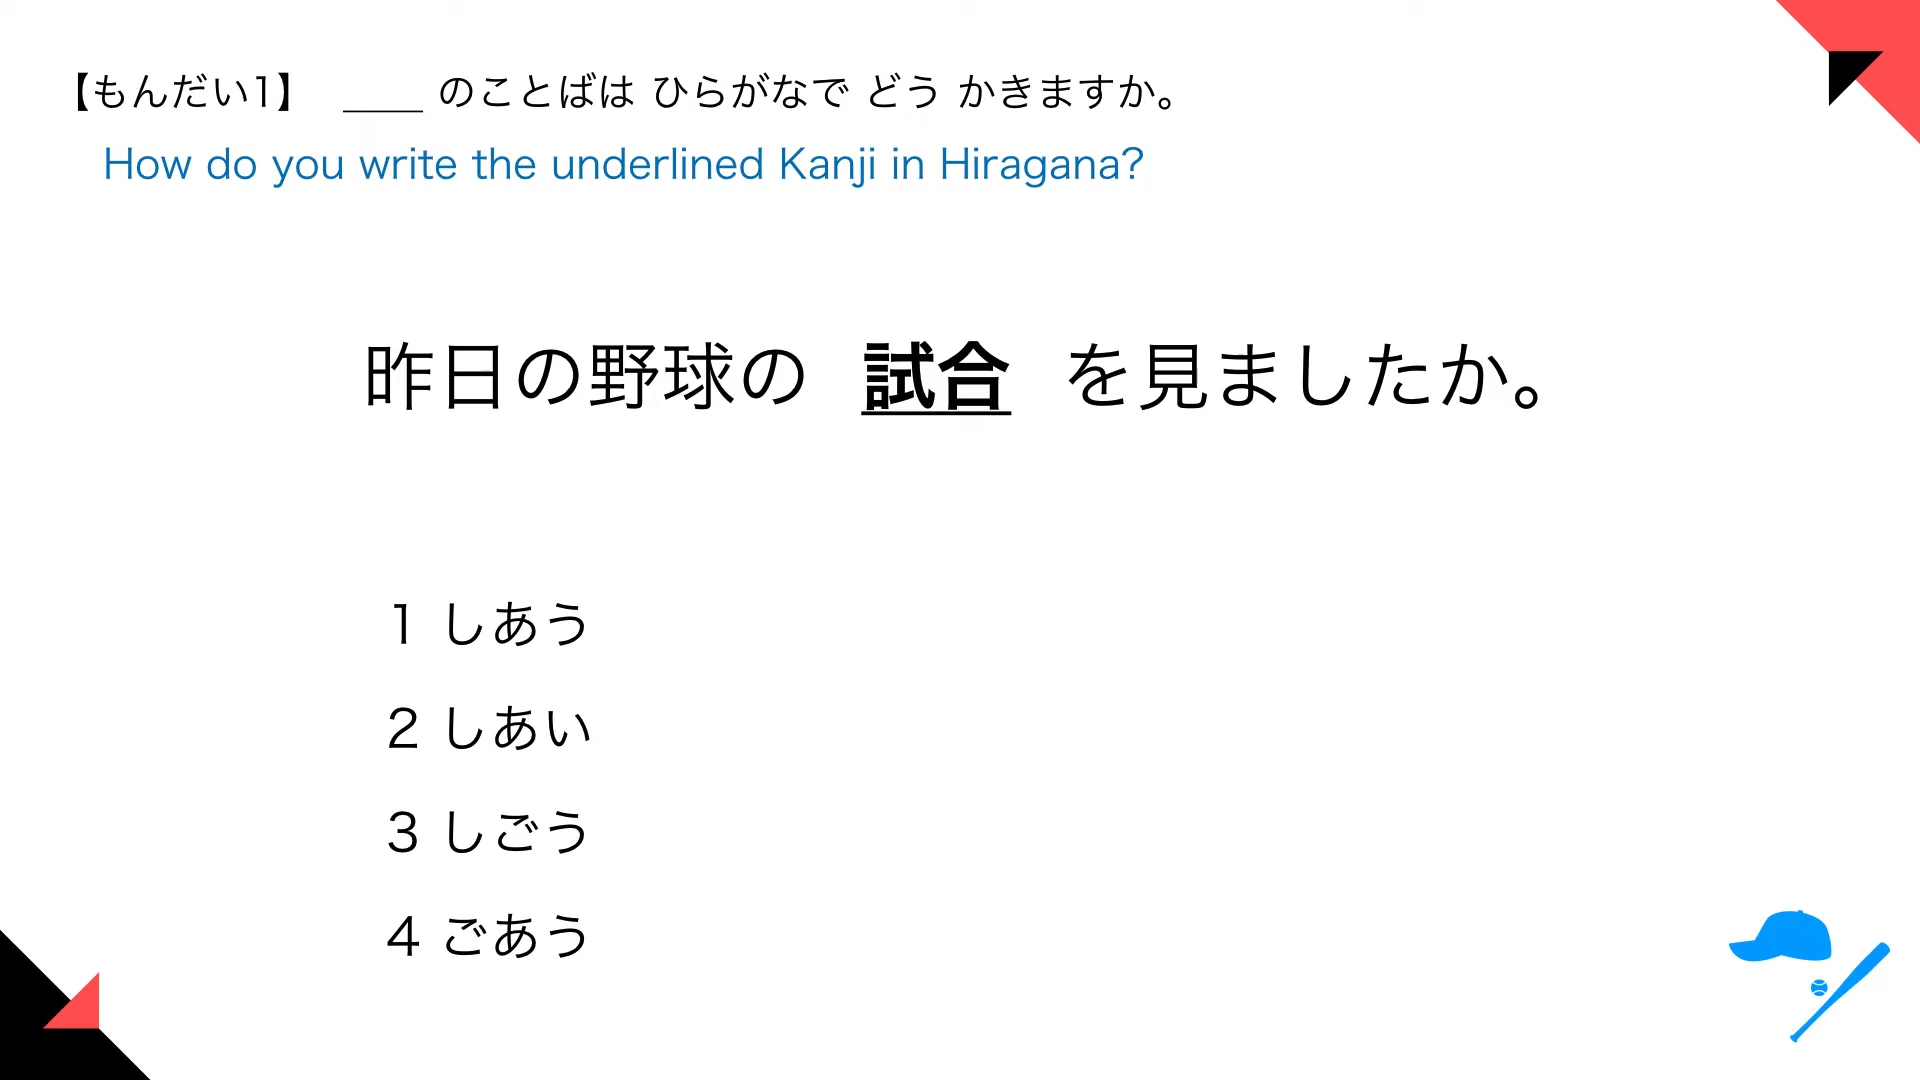 【もんだい1】 ____ のことばは ひらがなで どう かきますか。
How do you write the underlined Kanji in Hiragana?
昨日の野球の 試合 を見ましたか。
1 しあう
2 しあい
3 しごう
4 ごあう